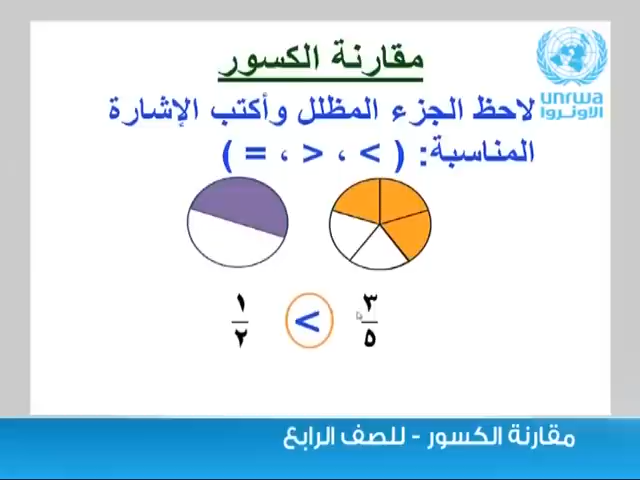 مقارنة الكسور
unrwa
الأونروا
لاحظ الجزء المظلل وأكتب الإشارة
المناسبة: ( > ، < ، = )
١/٢ < ٣/٥
مقارنة الكسور - للصف الرابع